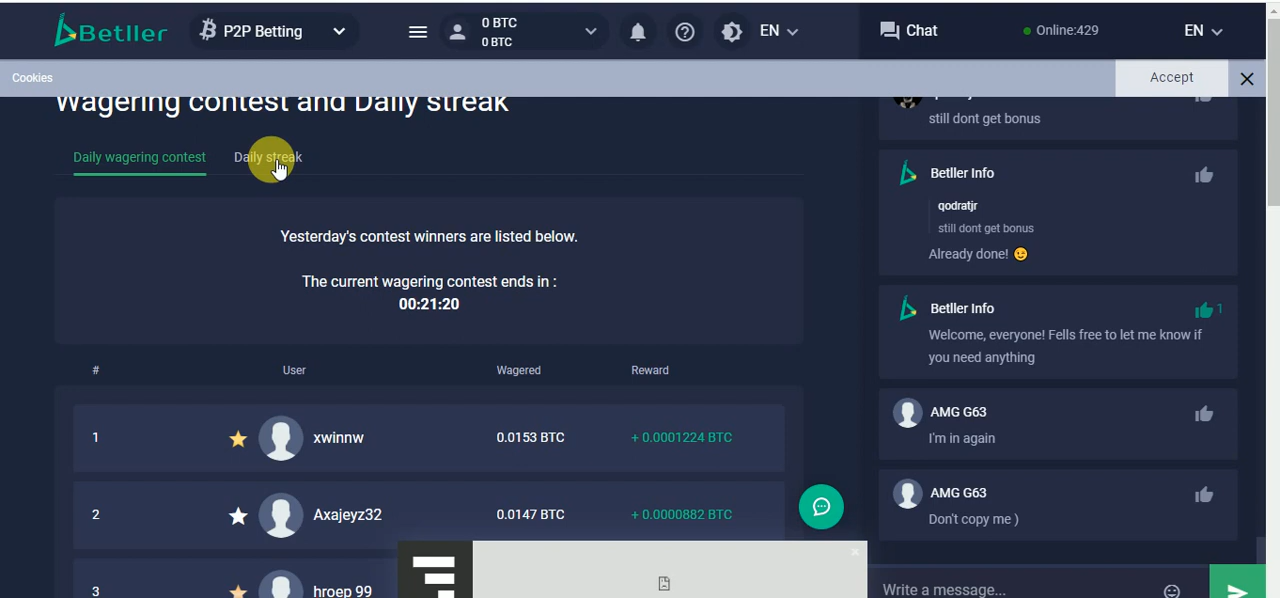 Betller
P2P Betting
0 BTC
0 BTC
EN
Chat
Online:429
EN
Cookies
Accept
Wagering contest and Daily streak
Daily wagering contest
Daily streak
Yesterday's contest winners are listed below.
The current wagering contest ends in :
00:21:20
# User Wagered Reward
1 xwinnw 0.0153 BTC + 0.0001224 BTC
2 Axajeyz32 0.0147 BTC + 0.0000882 BTC
3 hroep 99
still dont get bonus
Betller Info
qodratjr
still dont get bonus
Already done! 😉
Betller Info
1
Welcome, everyone! Fells free to let me know if
you need anything
AMG G63
I'm in again
AMG G63
Don't copy me )
Write a message...